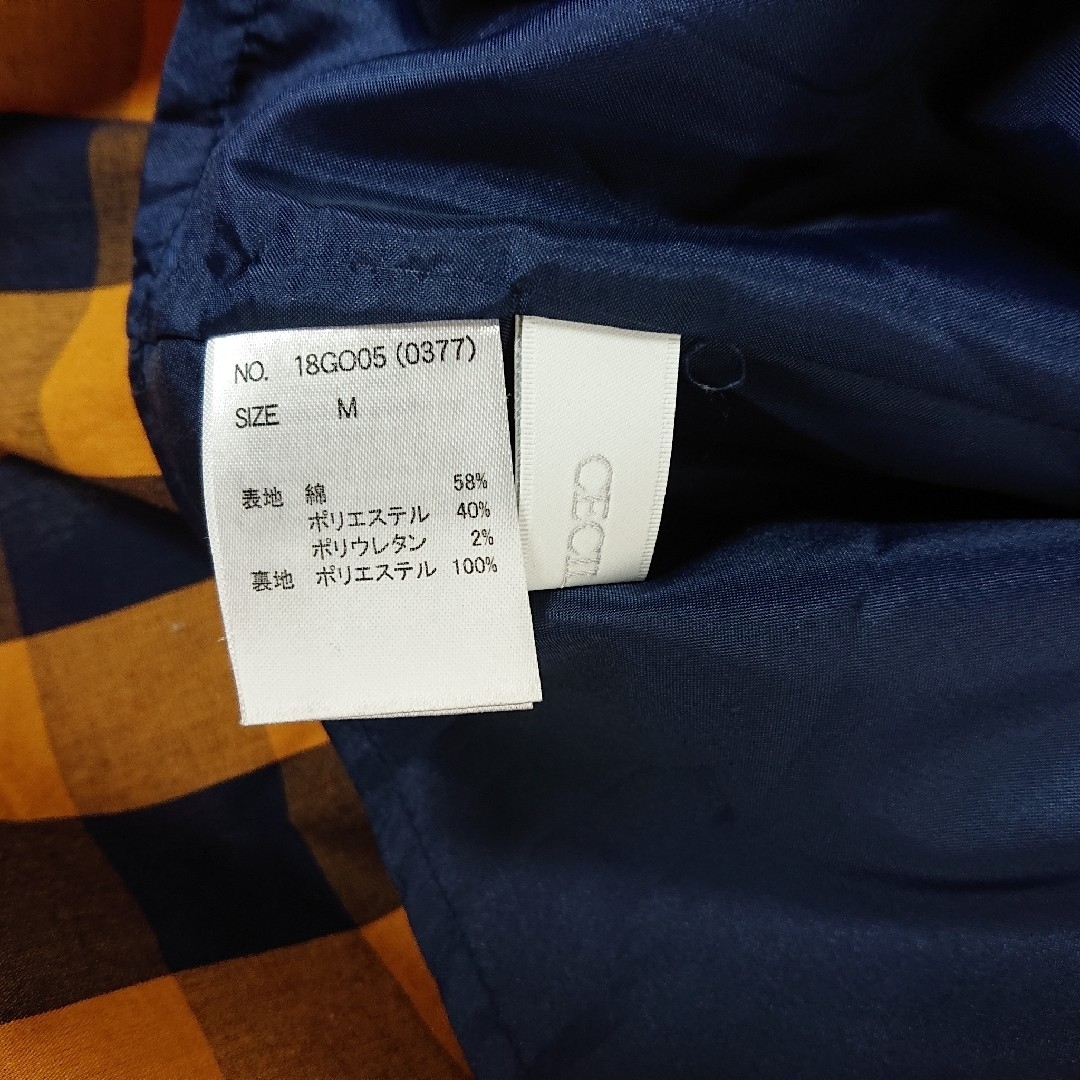 NO. 18GO05 (0377)
SIZE M
表地 綿 58%
ポリエステル 40%
ポリウレタン 2%
裏地 ポリエステル 100%